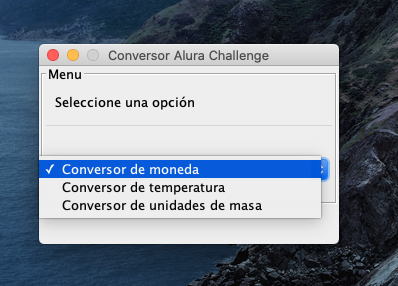 Conversor Alura Challenge
Menu
Seleccione una opción
✓ Conversor de moneda
Conversor de temperatura
Conversor de unidades de masa